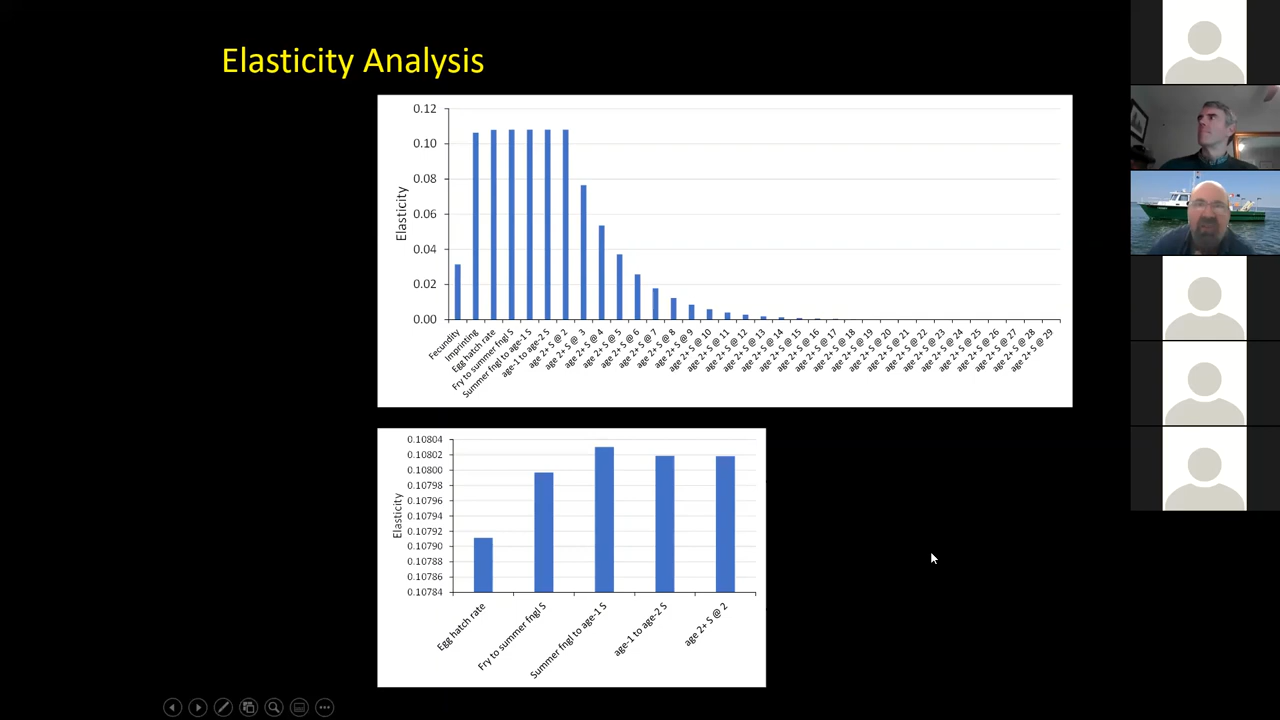 Elasticity Analysis
0.12
0.10
0.08
0.06
0.04
0.02
0.00
Elasticity
Fecundity
Imprinting
Egg hatch rate
Fry to summer fngl S
Summer fngl to age-1 S
age-1 to age-2 S
age 2+ S @ 2
age 2+ S @ 3
age 2+ S @ 4
age 2+ S @ 5
age 2+ S @ 6
age 2+ S @ 7
age 2+ S @ 8
age 2+ S @ 9
age 2+ S @ 10
age 2+ S @ 11
age 2+ S @ 12
age 2+ S @ 13
age 2+ S @ 14
age 2+ S @ 15
age 2+ S @ 16
age 2+ S @ 17
age 2+ S @ 18
age 2+ S @ 19
age 2+ S @ 20
age 2+ S @ 21
age 2+ S @ 22
age 2+ S @ 23
age 2+ S @ 24
age 2+ S @ 25
age 2+ S @ 26
age 2+ S @ 27
age 2+ S @ 28
age 2+ S @ 29
0.10804
0.10802
0.10800
0.10798
0.10796
0.10794
0.10792
0.10790
0.10788
0.10786
0.10784
Elasticity
Egg hatch rate
Fry to summer fngl S
Summer fngl to age-1 S
age-1 to age-2 S
age 2+ S @ 2